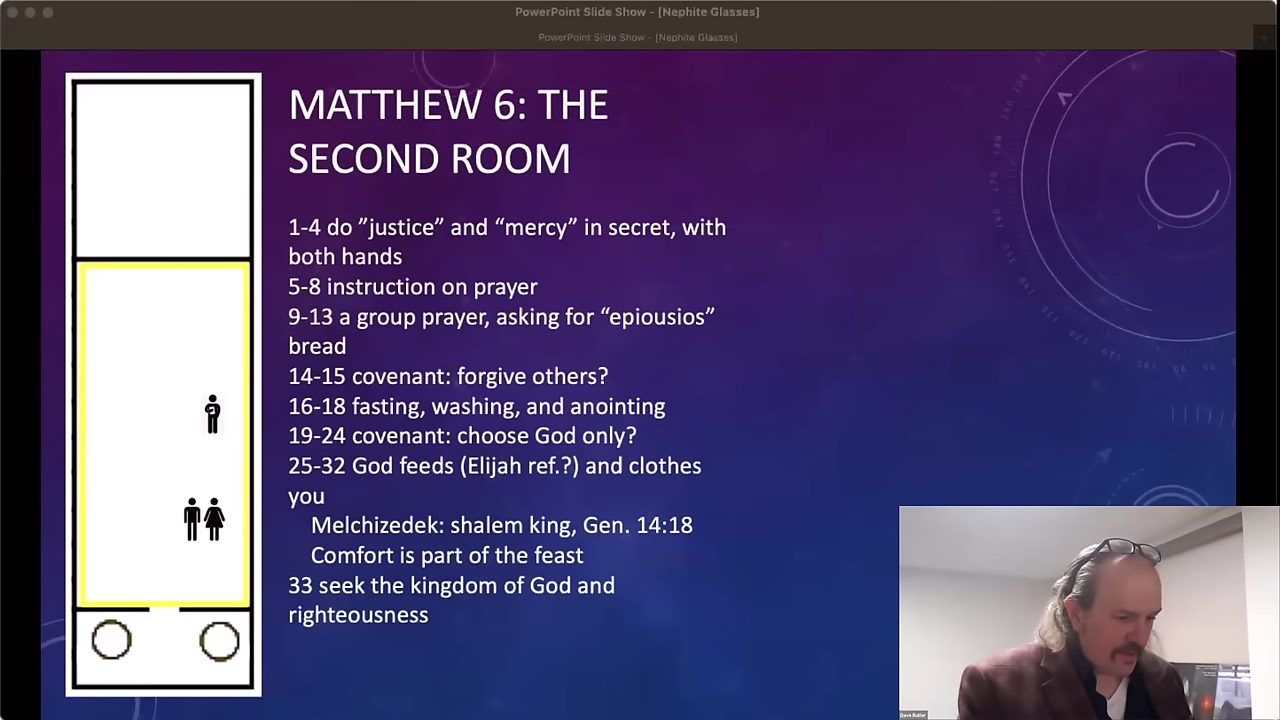 PowerPoint Slide Show - [Nephite Glasses]
PowerPoint Slide Show - [Nephite Glasses]
MATTHEW 6: THE
SECOND ROOM
1-4 do ”justice” and “mercy” in secret, with
both hands
5-8 instruction on prayer
9-13 a group prayer, asking for “epiousios”
bread
14-15 covenant: forgive others?
16-18 fasting, washing, and anointing
19-24 covenant: choose God only?
25-32 God feeds (Elijah ref.?) and clothes
you
Melchizedek: shalem king, Gen. 14:18
Comfort is part of the feast
33 seek the kingdom of God and
righteousness
Dave Butler